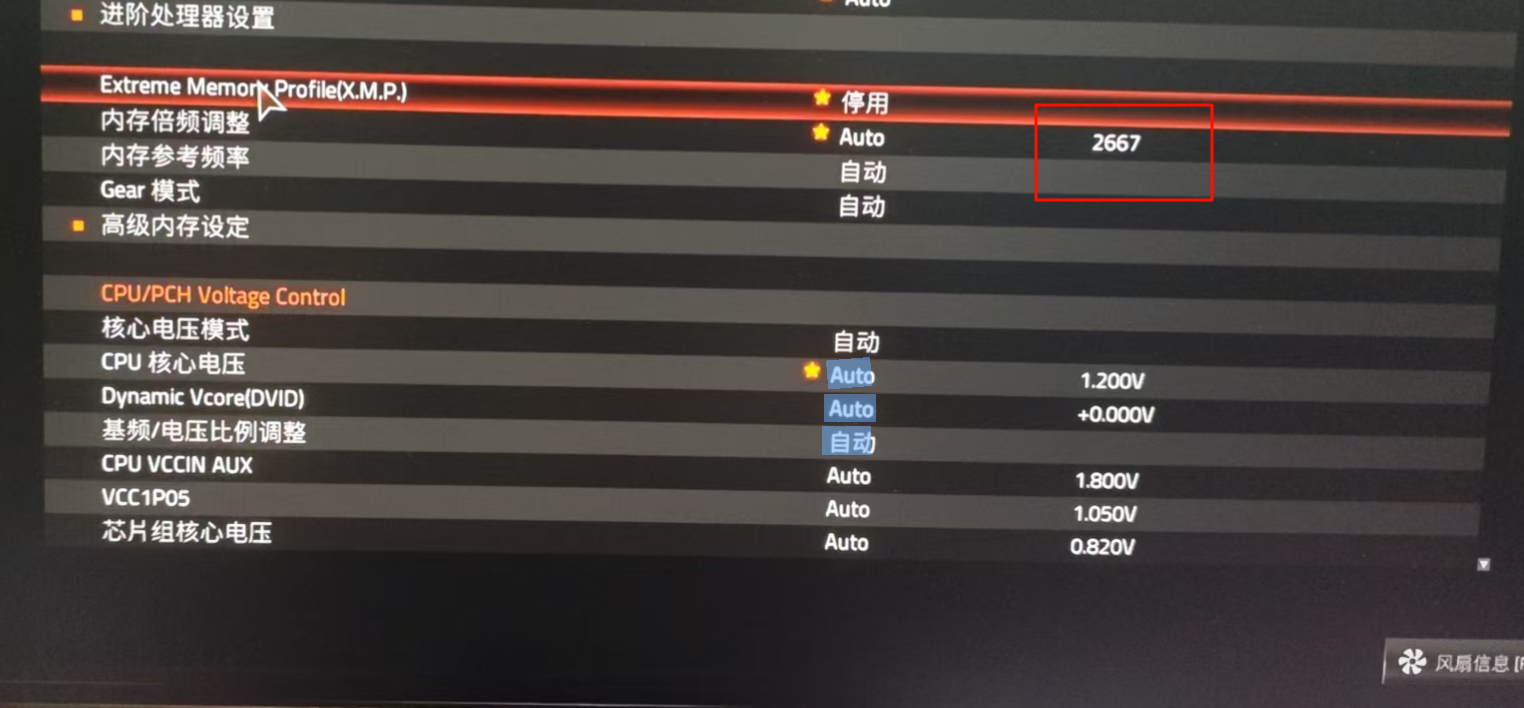 Auto
进阶处理器设置
Extreme Memory Profile(X.M.P.) 停用
内存倍频调整 Auto 2667
内存参考频率 自动
Gear 模式 自动
高级内存设定
CPU/PCH Voltage Control
核心电压模式 自动
CPU 核心电压 Auto 1.200V
Dynamic Vcore(DVID) Auto +0.000V
基频/电压比例调整 自动
CPU VCCIN AUX Auto 1.800V
VCC1P05 Auto 1.050V
芯片组核心电压 Auto 0.820V
风扇信息 [F